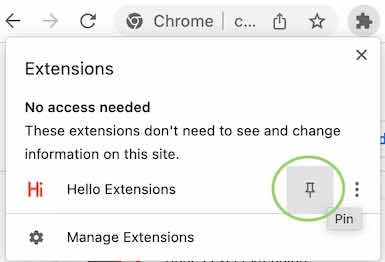 Chrome | c...
Extensions
No access needed
These extensions don't need to see and change
information on this site.
Hi Hello Extensions
Pin
Manage Extensions